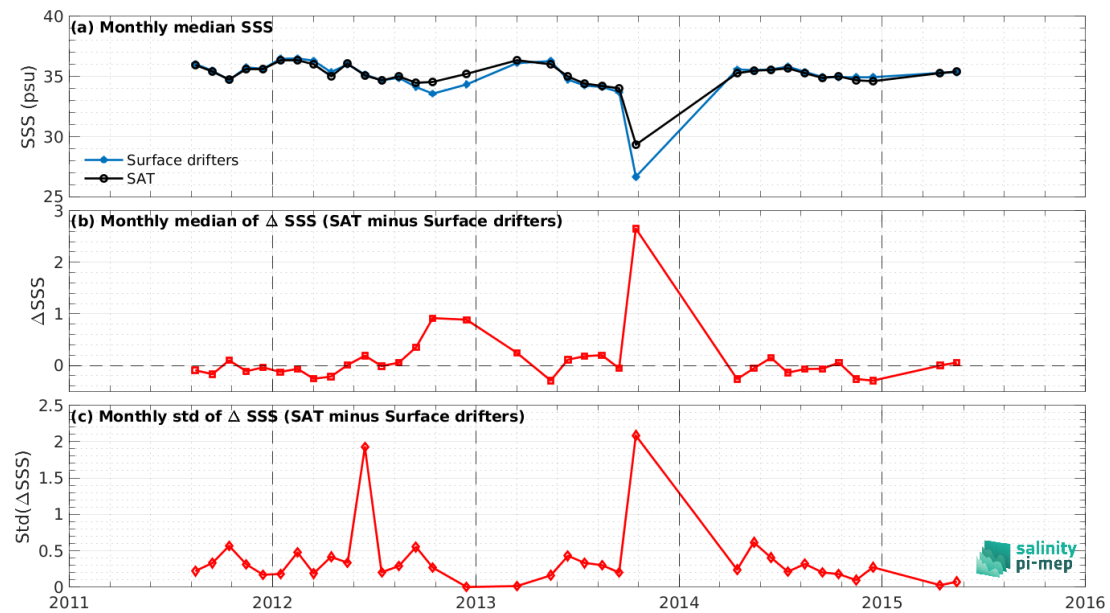 (a) Monthly median SSS
40
35
30
25
SSS (psu)
Surface drifters
SAT
(b) Monthly median of Δ SSS (SAT minus Surface drifters)
3
2
1
0
ΔSSS
(c) Monthly std of Δ SSS (SAT minus Surface drifters)
2.5
2
1.5
1
0.5
0
Std(ΔSSS)
salinity
pi-mep
2011 2012 2013 2014 2015 2016